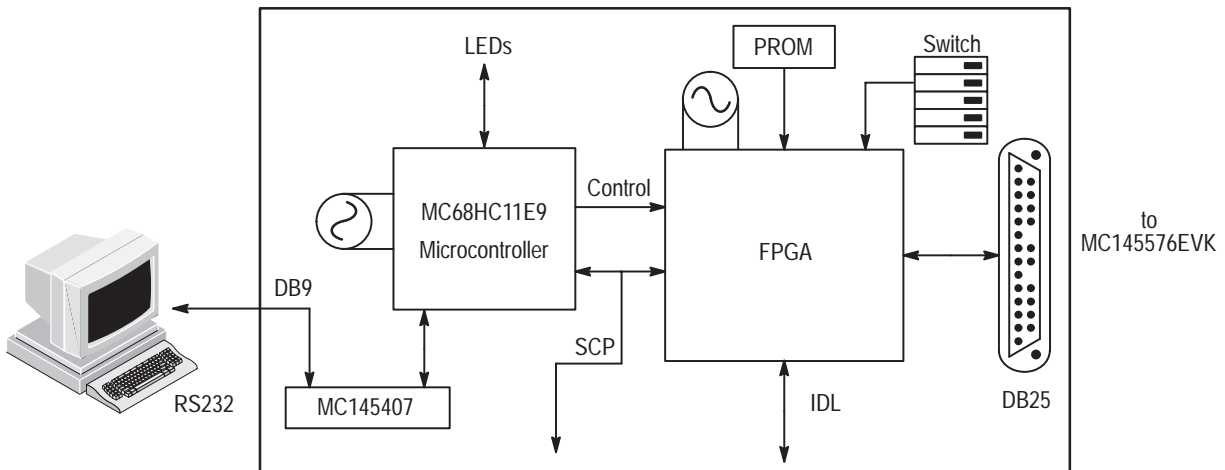 LEDs
PROM
Switch
MC68HC11E9
Microcontroller
Control
FPGA
to
MC145576EVK
DB9
SCP
RS232
MC145407
IDL
DB25